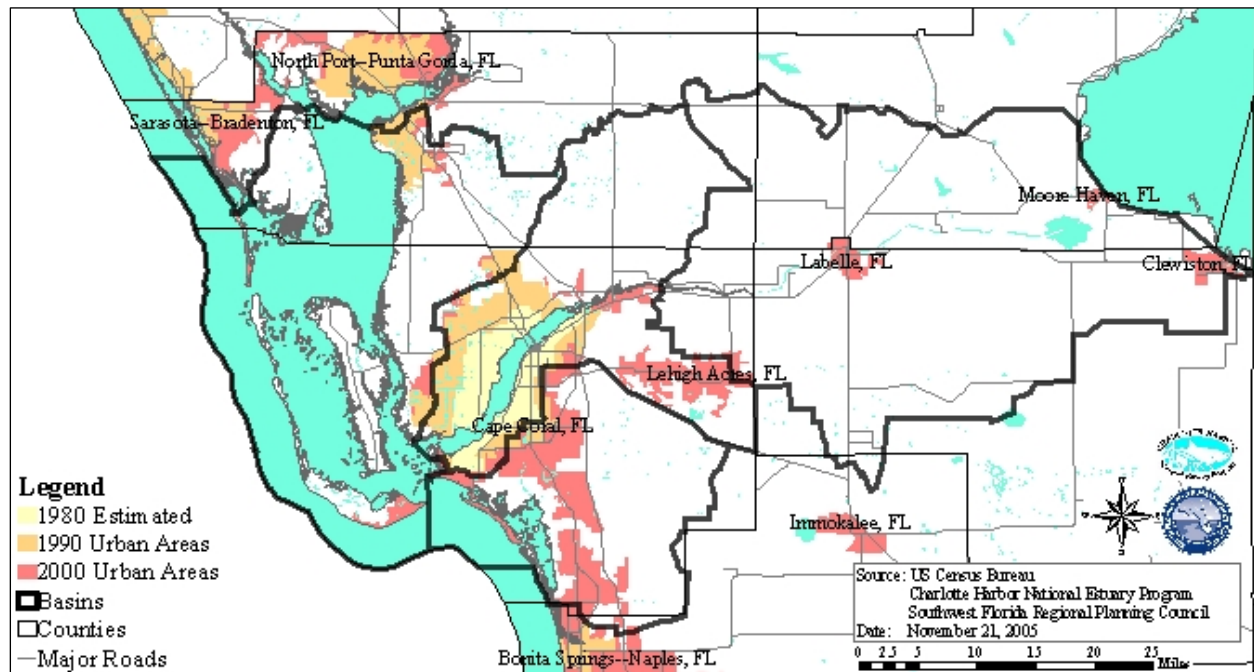 North Port--Punta Gorda, FL
Sarasota--Bradenton, FL
Moore Haven, FL
Labelle, FL
Clewiston, FL
Lehigh Acres, FL
Cape Coral, FL
Immokalee, FL
Bonita Springs--Naples, FL
Legend
1980 Estimated
1990 Urban Areas
2000 Urban Areas
Basins
Counties
Major Roads
Source: US Census Bureau
Charlotte Harbor National Estuary Program
Southwest Florida Regional Planning Council
Date: November 21, 2005
0 2.5 5 10 15 20 25
Miles